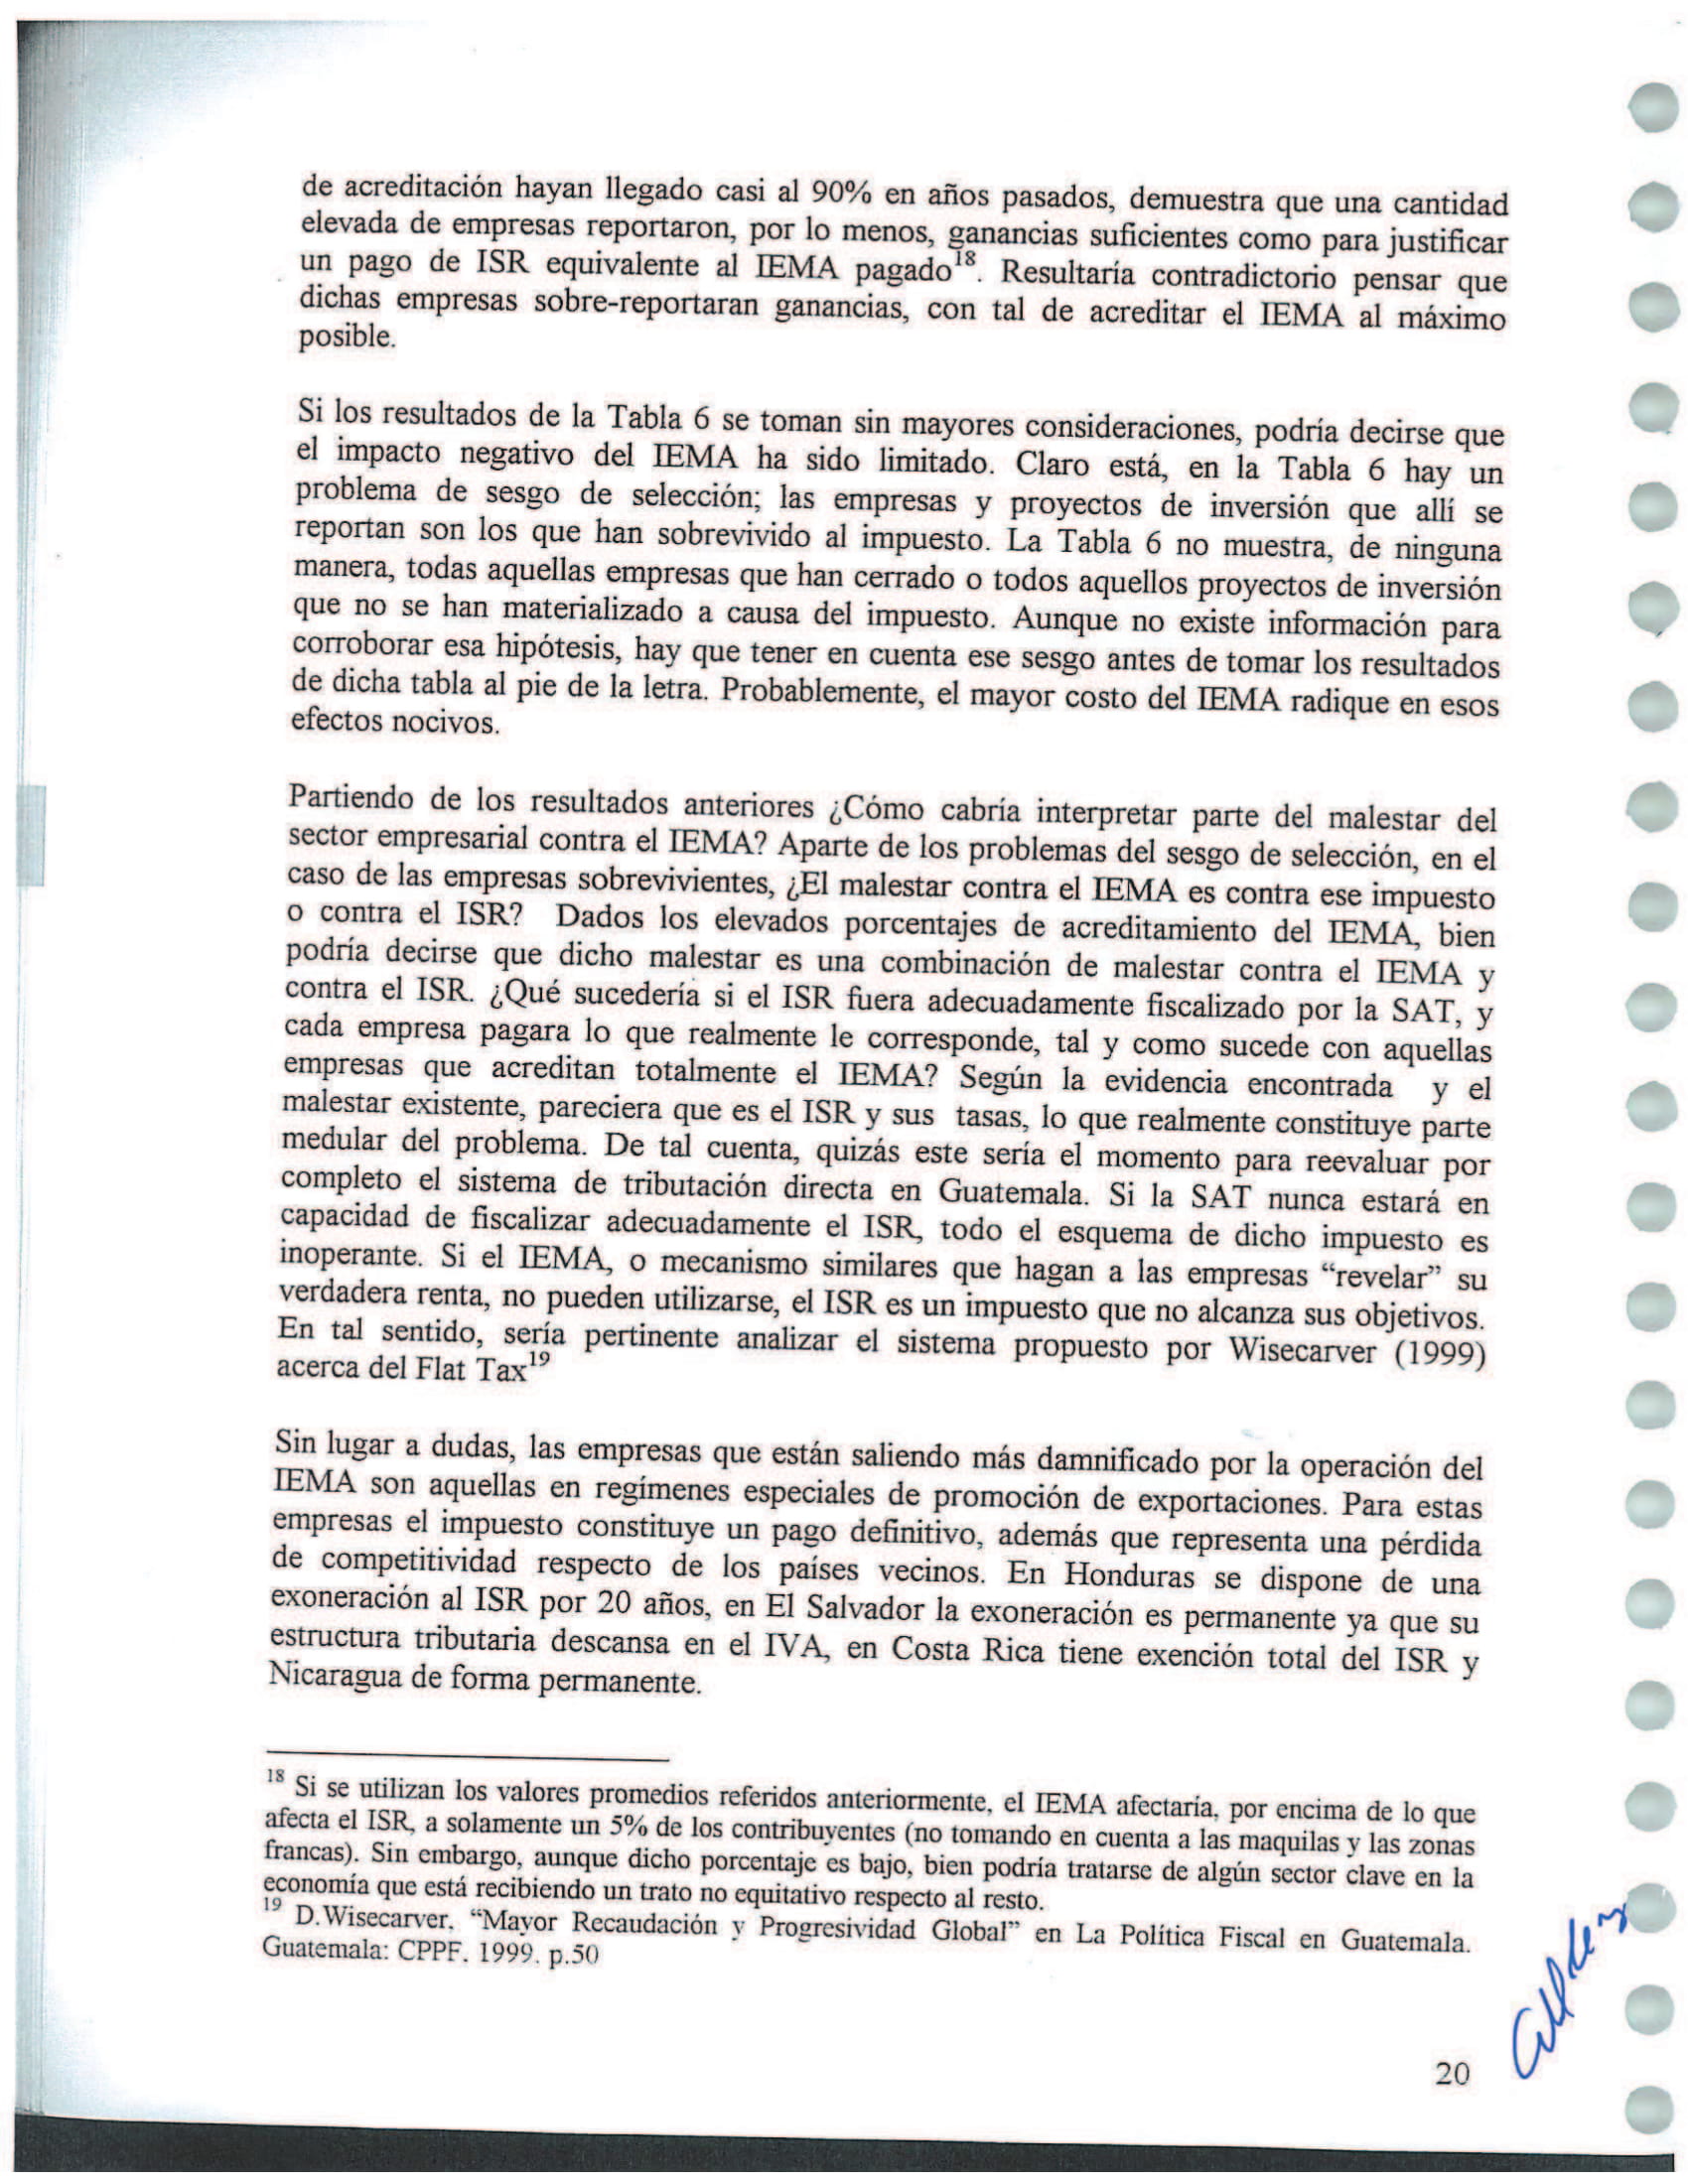 de acreditación hayan llegado casi al 90% en años pasados, demuestra que una cantidad
elevada de empresas reportaron, por lo menos, ganancias suficientes como para justificar
un pago de ISR equivalente al IEMA pagado18. Resultaría contradictorio pensar que
dichas empresas sobre-reportaran ganancias, con tal de acreditar el IEMA al máximo
posible.
Si los resultados de la Tabla 6 se toman sin mayores consideraciones, podría decirse que
el impacto negativo del IEMA ha sido limitado. Claro está, en la Tabla 6 hay un
problema de sesgo de selección; las empresas y proyectos de inversión que allí se
reportan son los que han sobrevivido al impuesto. La Tabla 6 no muestra, de ninguna
manera, todas aquellas empresas que han cerrado o todos aquellos proyectos de inversión
que no se han materializado a causa del impuesto. Aunque no existe información para
corroborar esa hipótesis, hay que tener en cuenta ese sesgo antes de tomar los resultados
de dicha tabla al pie de la letra. Probablemente, el mayor costo del IEMA radique en esos
efectos nocivos.
Partiendo de los resultados anteriores ¿Cómo cabría interpretar parte del malestar del
sector empresarial contra el IEMA? Aparte de los problemas del sesgo de selección, en el
caso de las empresas sobrevivientes, ¿El malestar contra el IEMA es contra ese impuesto
o contra el ISR? Dados los elevados porcentajes de acreditamiento del IEMA, bien
podría decirse que dicho malestar es una combinación de malestar contra el IEMA y
contra el ISR. ¿Qué sucedería si el ISR fuera adecuadamente fiscalizado por la SAT, y
cada empresa pagara lo que realmente le corresponde, tal y como sucede con aquellas
empresas que acreditan totalmente el IEMA? Según la evidencia encontrada y el
malestar existente, pareciera que es el ISR y sus tasas, lo que realmente constituye parte
medular del problema. De tal cuenta, quizás este sería el momento para reevaluar por
completo el sistema de tributación directa en Guatemala. Si la SAT nunca estará en
capacidad de fiscalizar adecuadamente el ISR, todo el esquema de dicho impuesto es
inoperante. Si el IEMA, o mecanismo similares que hagan a las empresas “revelar” su
verdadera renta, no pueden utilizarse, el ISR es un impuesto que no alcanza sus objetivos.
En tal sentido, sería pertinente analizar el sistema propuesto por Wisecarver (1999)
acerca del Flat Tax19
Sin lugar a dudas, las empresas que están saliendo más damnificado por la operación del
IEMA son aquellas en regímenes especiales de promoción de exportaciones. Para estas
empresas el impuesto constituye un pago definitivo, además que representa una pérdida
de competitividad respecto de los países vecinos. En Honduras se dispone de una
exoneración al ISR por 20 años, en El Salvador la exoneración es permanente ya que su
estructura tributaria descansa en el IVA, en Costa Rica tiene exención total del ISR y
Nicaragua de forma permanente.
18 Si se utilizan los valores promedios referidos anteriormente, el IEMA afectaría, por encima de lo que
afecta el ISR, a solamente un 5% de los contribuyentes (no tomando en cuenta a las maquilas y las zonas
francas). Sin embargo, aunque dicho porcentaje es bajo, bien podría tratarse de algún sector clave en la
economía que está recibiendo un trato no equitativo respecto al resto.
19 D.Wisecarver. “Mayor Recaudación y Progresividad Global” en La Política Fiscal en Guatemala.
Guatemala: CPPF. 1999. p.50
20